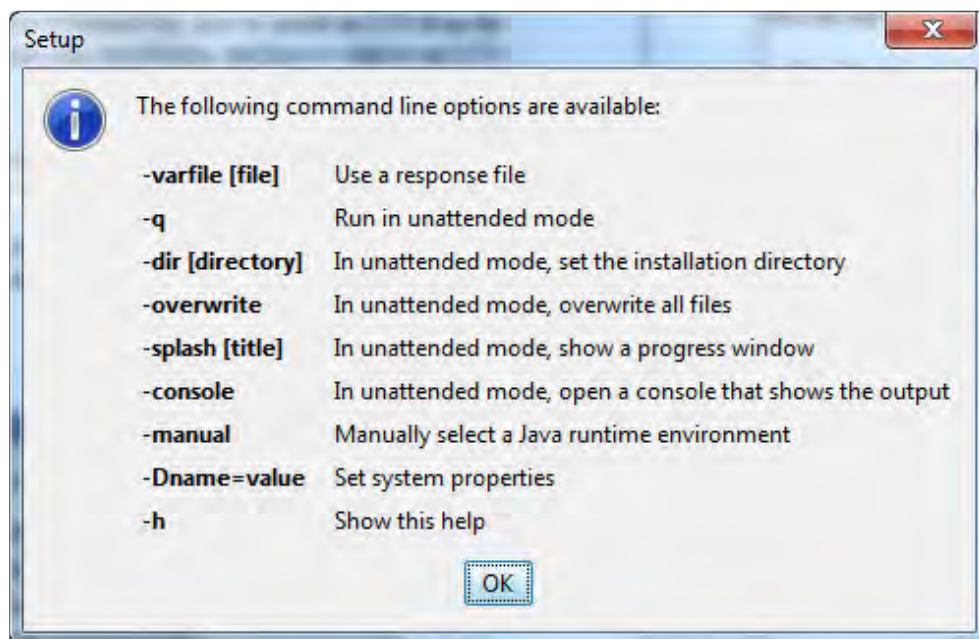 Setup
The following command line options are available:
-varfile [file] Use a response file
-q Run in unattended mode
-dir [directory] In unattended mode, set the installation directory
-overwrite In unattended mode, overwrite all files
-splash [title] In unattended mode, show a progress window
-console In unattended mode, open a console that shows the output
-manual Manually select a Java runtime environment
-Dname=value Set system properties
-h Show this help
OK